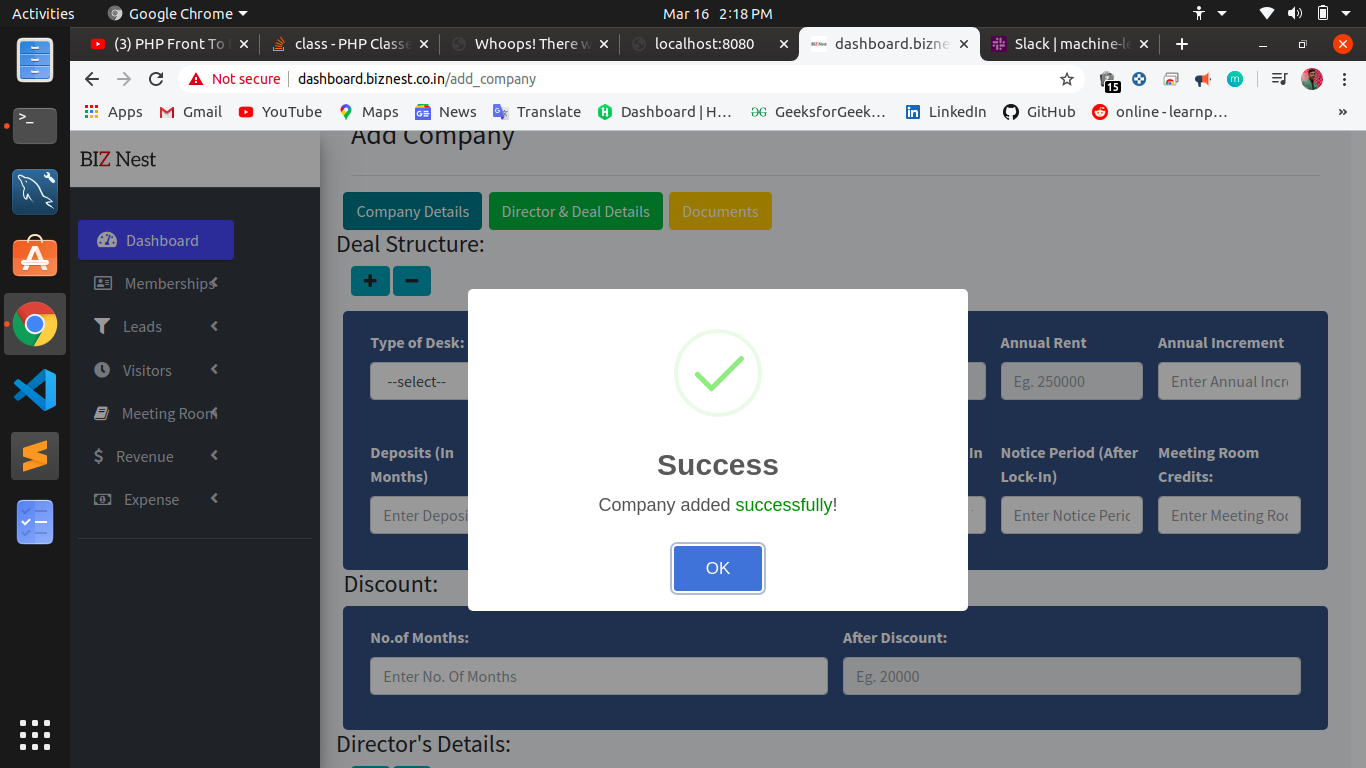 Activities
Google Chrome
Mar 16 2:18 PM
(3) PHP Front To
class - PHP Classe
Whoops! There w
localhost:8080
dashboard.bizne
Slack | machine-le
Not secure
dashboard.biznest.co.in/add_company
15
m
Apps
Gmail
YouTube
Maps
News
Translate
Dashboard | H...
GeeksforGeek...
LinkedIn
GitHub
online - learnp...
»
BIZ Nest
Add Company
Dashboard
Memberships
Leads
Visitors
Meeting Room
Revenue
Expense
Company Details
Director & Deal Details
Documents
Deal Structure:
Type of Desk:
Annual Rent
Annual Increment
--select--
Eg. 250000
Enter Annual Incre
Deposits (In Months)
In
Notice Period (After Lock-In)
Meeting Room Credits:
Enter Deposi
Enter Notice Perio
Enter Meeting Roo
Success
Company added successfully!
OK
Discount:
No.of Months:
After Discount:
Enter No. Of Months
Eg. 20000
Director's Details: